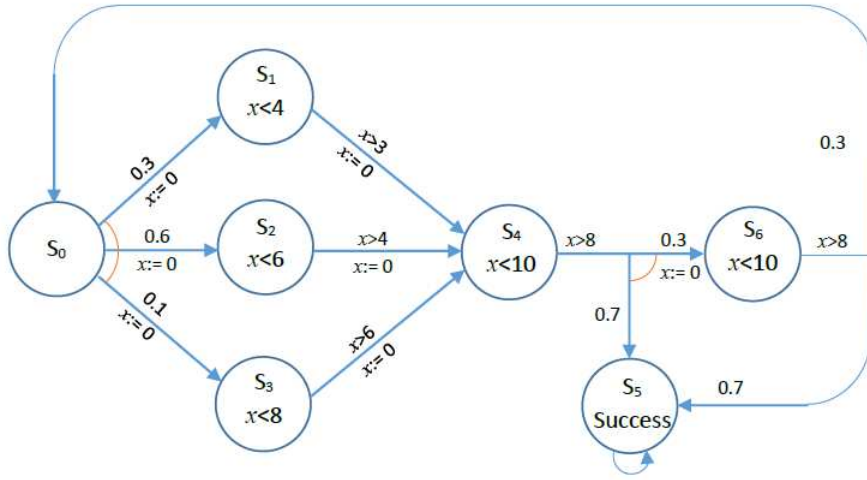 S₁
x<4
0.3
x:= 0
x>3
x:= 0
0.3
S₀
0.6
x:= 0
S₂
x<6
x>4
x:= 0
S₄
x<10
x>8
0.3
x:= 0
S₆
x<10
x>8
0.1
x:= 0
x>6
x:= 0
0.7
S₃
x<8
S₅
Success
0.7